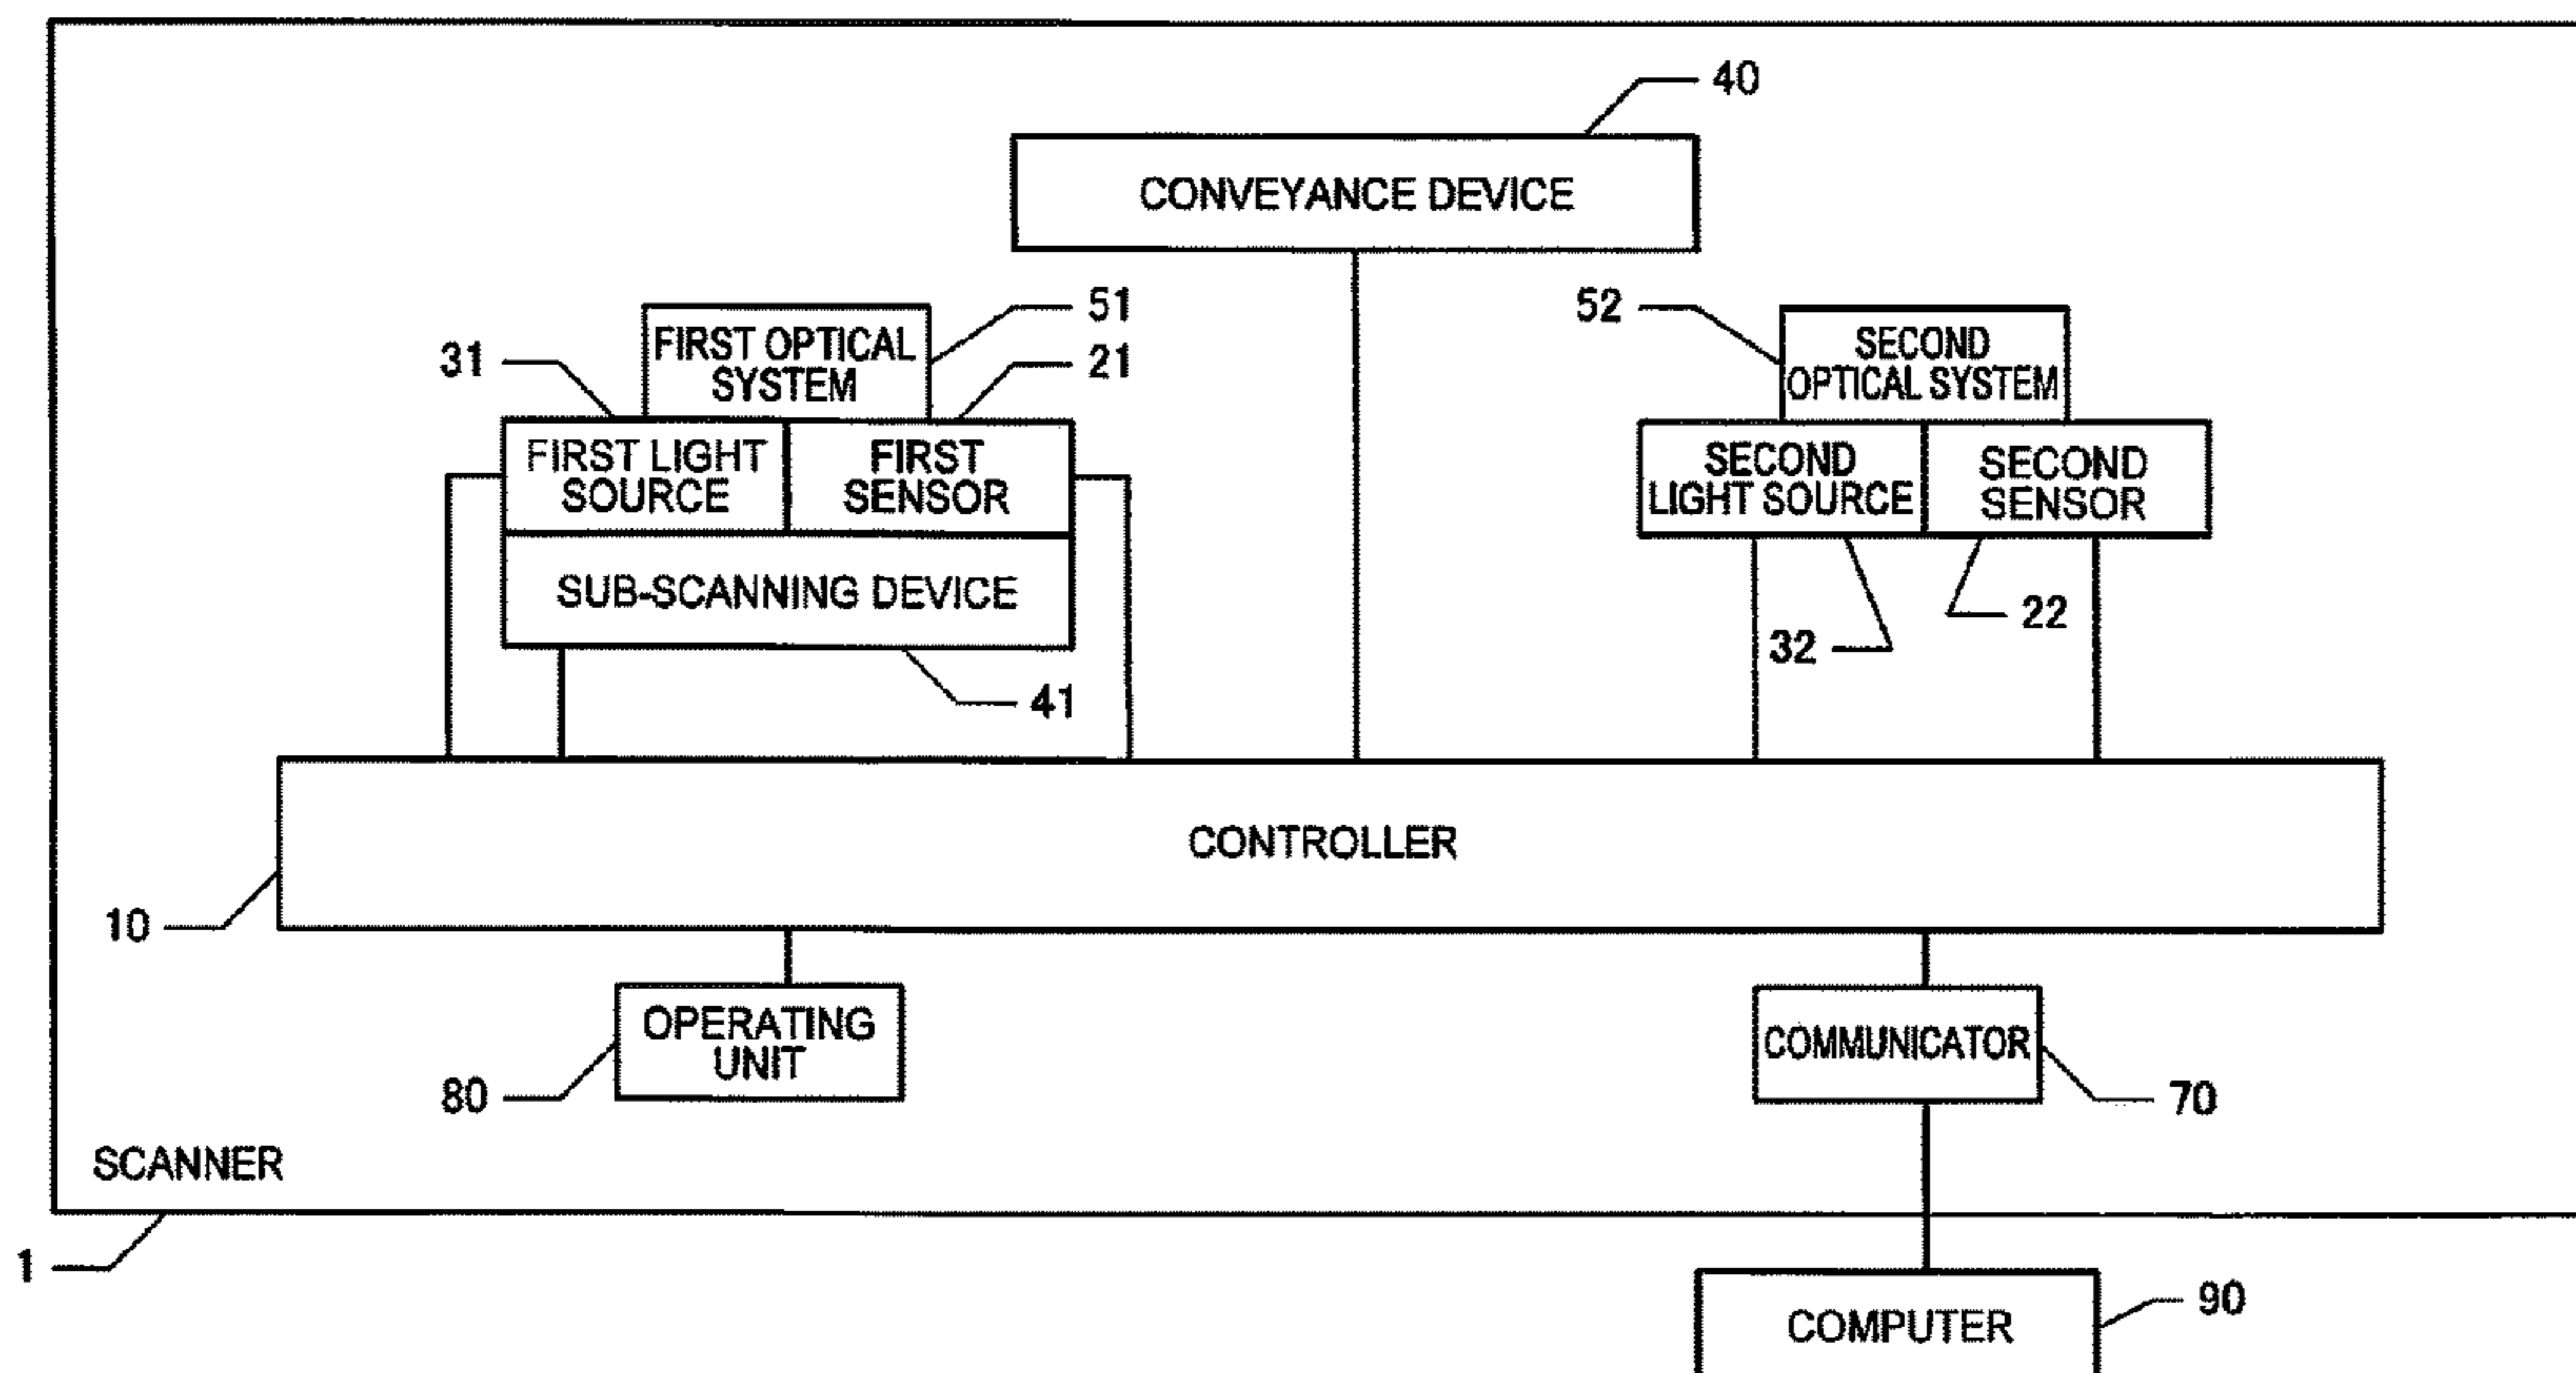 40
CONVEYANCE DEVICE
51
FIRST OPTICAL
SYSTEM
31
21
FIRST LIGHT
SOURCE
FIRST
SENSOR
SUB-SCANNING DEVICE
41
52
SECOND
OPTICAL SYSTEM
SECOND
LIGHT SOURCE
SECOND
SENSOR
22
32
CONTROLLER
10
OPERATING
UNIT
80
COMMUNICATOR
70
SCANNER
1
COMPUTER
90